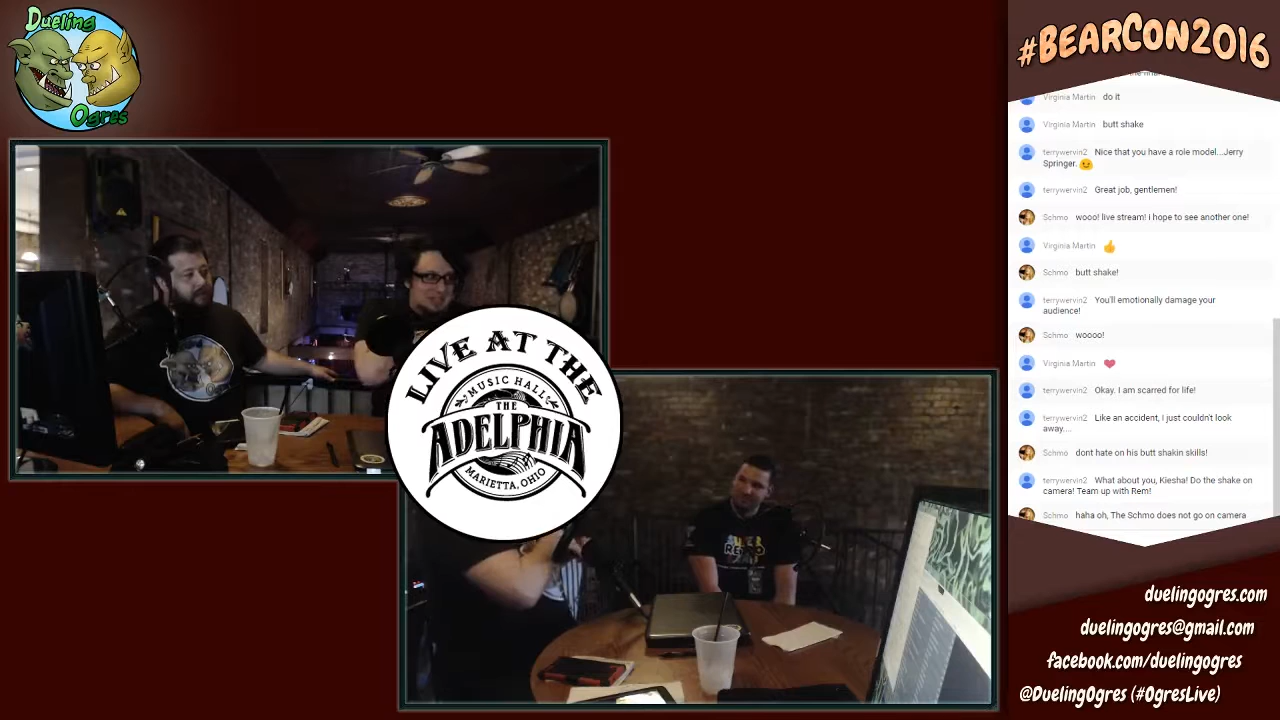 Dueling
Ogres
LIVE AT THE
MUSIC HALL
THE
ADELPHIA
MARIETTA, OHIO
SUPER
RETRO
#BEARCON2016
Virginia Martin do it
Virginia Martin butt shake
terrywervin2 Nice that you have a role model...Jerry
Springer. 😉
terrywervin2 Great job, gentlemen!
Schmo wooo! live stream! i hope to see another one!
Virginia Martin 👍
Schmo butt shake!
terrywervin2 You'll emotionally damage your
audience!
Schmo woooo!
Virginia Martin ❤
terrywervin2 Okay. I am scarred for life!
terrywervin2 Like an accident, I just couldn't look
away....
Schmo dont hate on his butt shakin skills!
terrywervin2 What about you, Kiesha! Do the shake on
camera! Team up with Rem!
Schmo haha oh, The Schmo does not go on camera
duelingogres.com
duelingogres@gmail.com
facebook.com/duelingogres
@DuelingOgres (#OgresLive)